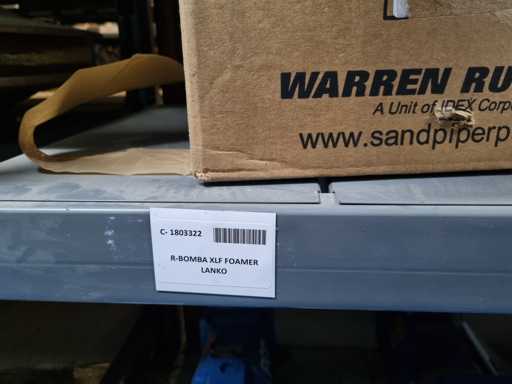 WARREN RU
A Unit of IDEX Corp
www.sandpiperp
C- 1803322
R-BOMBA XLF FOAMER
LANKO